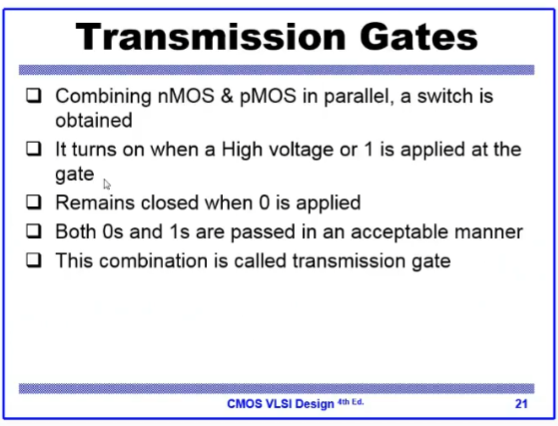 Transmission Gates
❑ Combining nMOS & pMOS in parallel, a switch is
obtained
❑ It turns on when a High voltage or 1 is applied at the
gate
❑ Remains closed when 0 is applied
❑ Both 0s and 1s are passed in an acceptable manner
❑ This combination is called transmission gate
CMOS VLSI Design 4th Ed. 21